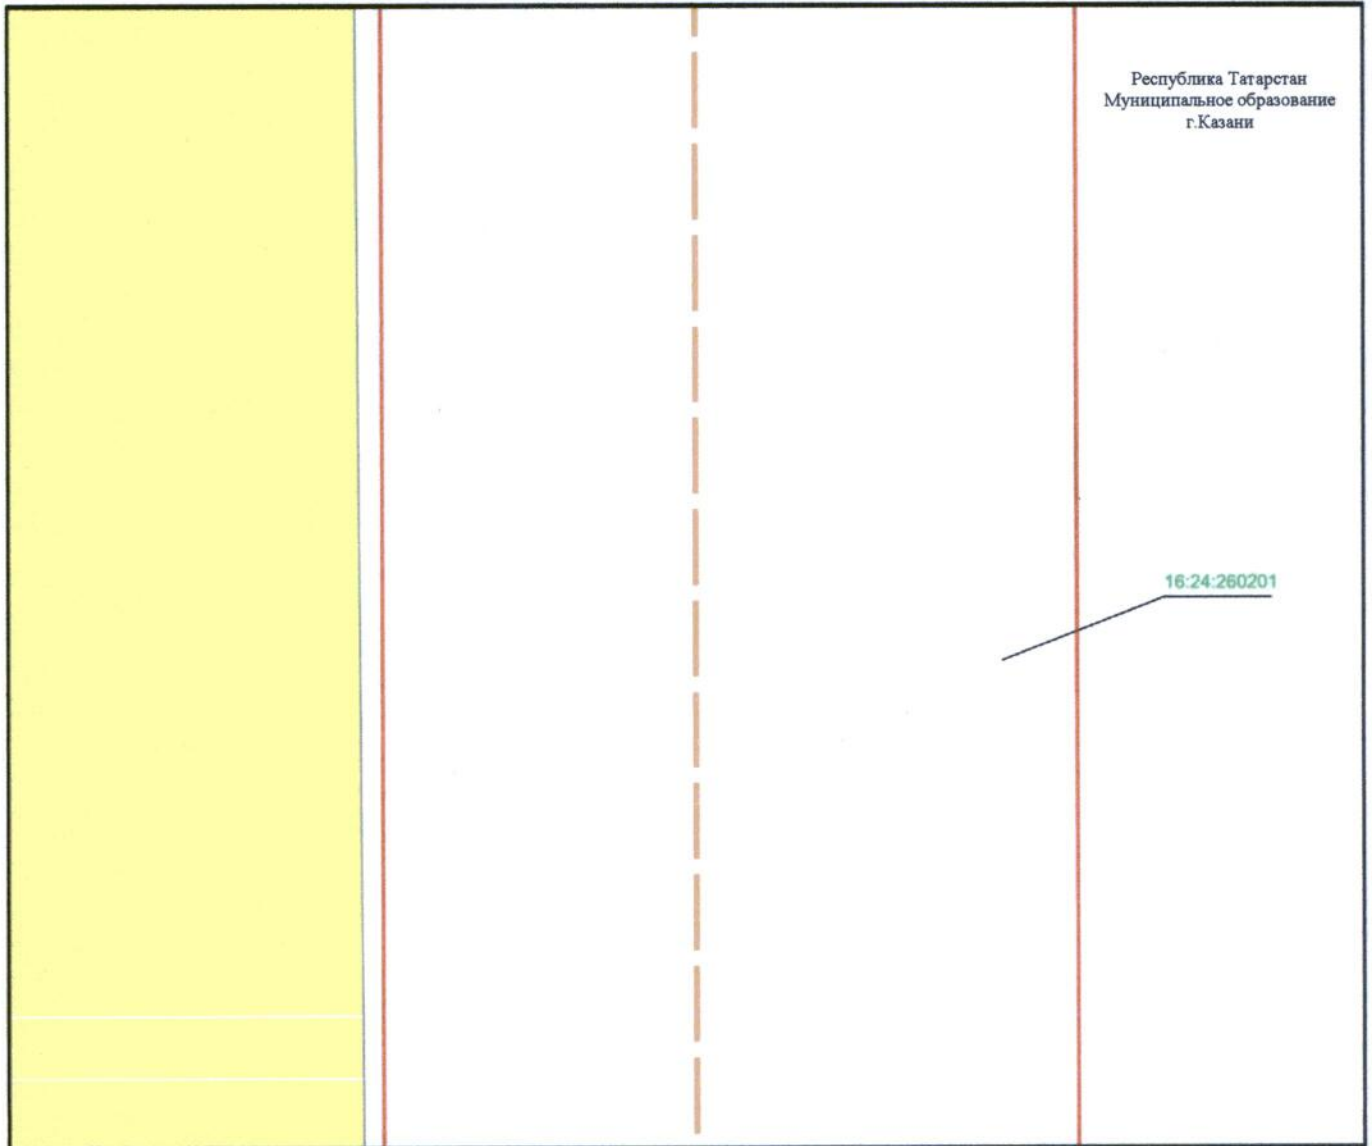 Республика Татарстан
Муниципальное образование
г.Казани
16:24:260201